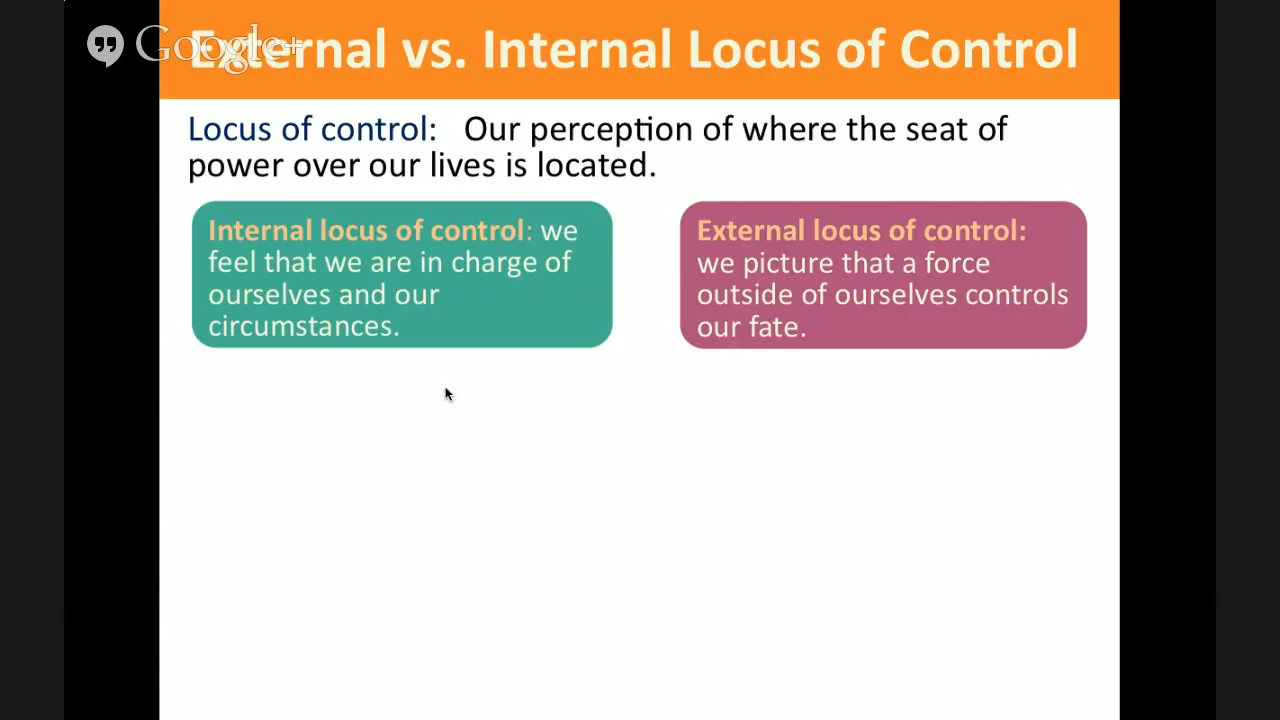 Google+
External vs. Internal Locus of Control
Locus of control: Our perception of where the seat of
power over our lives is located.
Internal locus of control: we
feel that we are in charge of
ourselves and our
circumstances.
External locus of control:
we picture that a force
outside of ourselves controls
our fate.